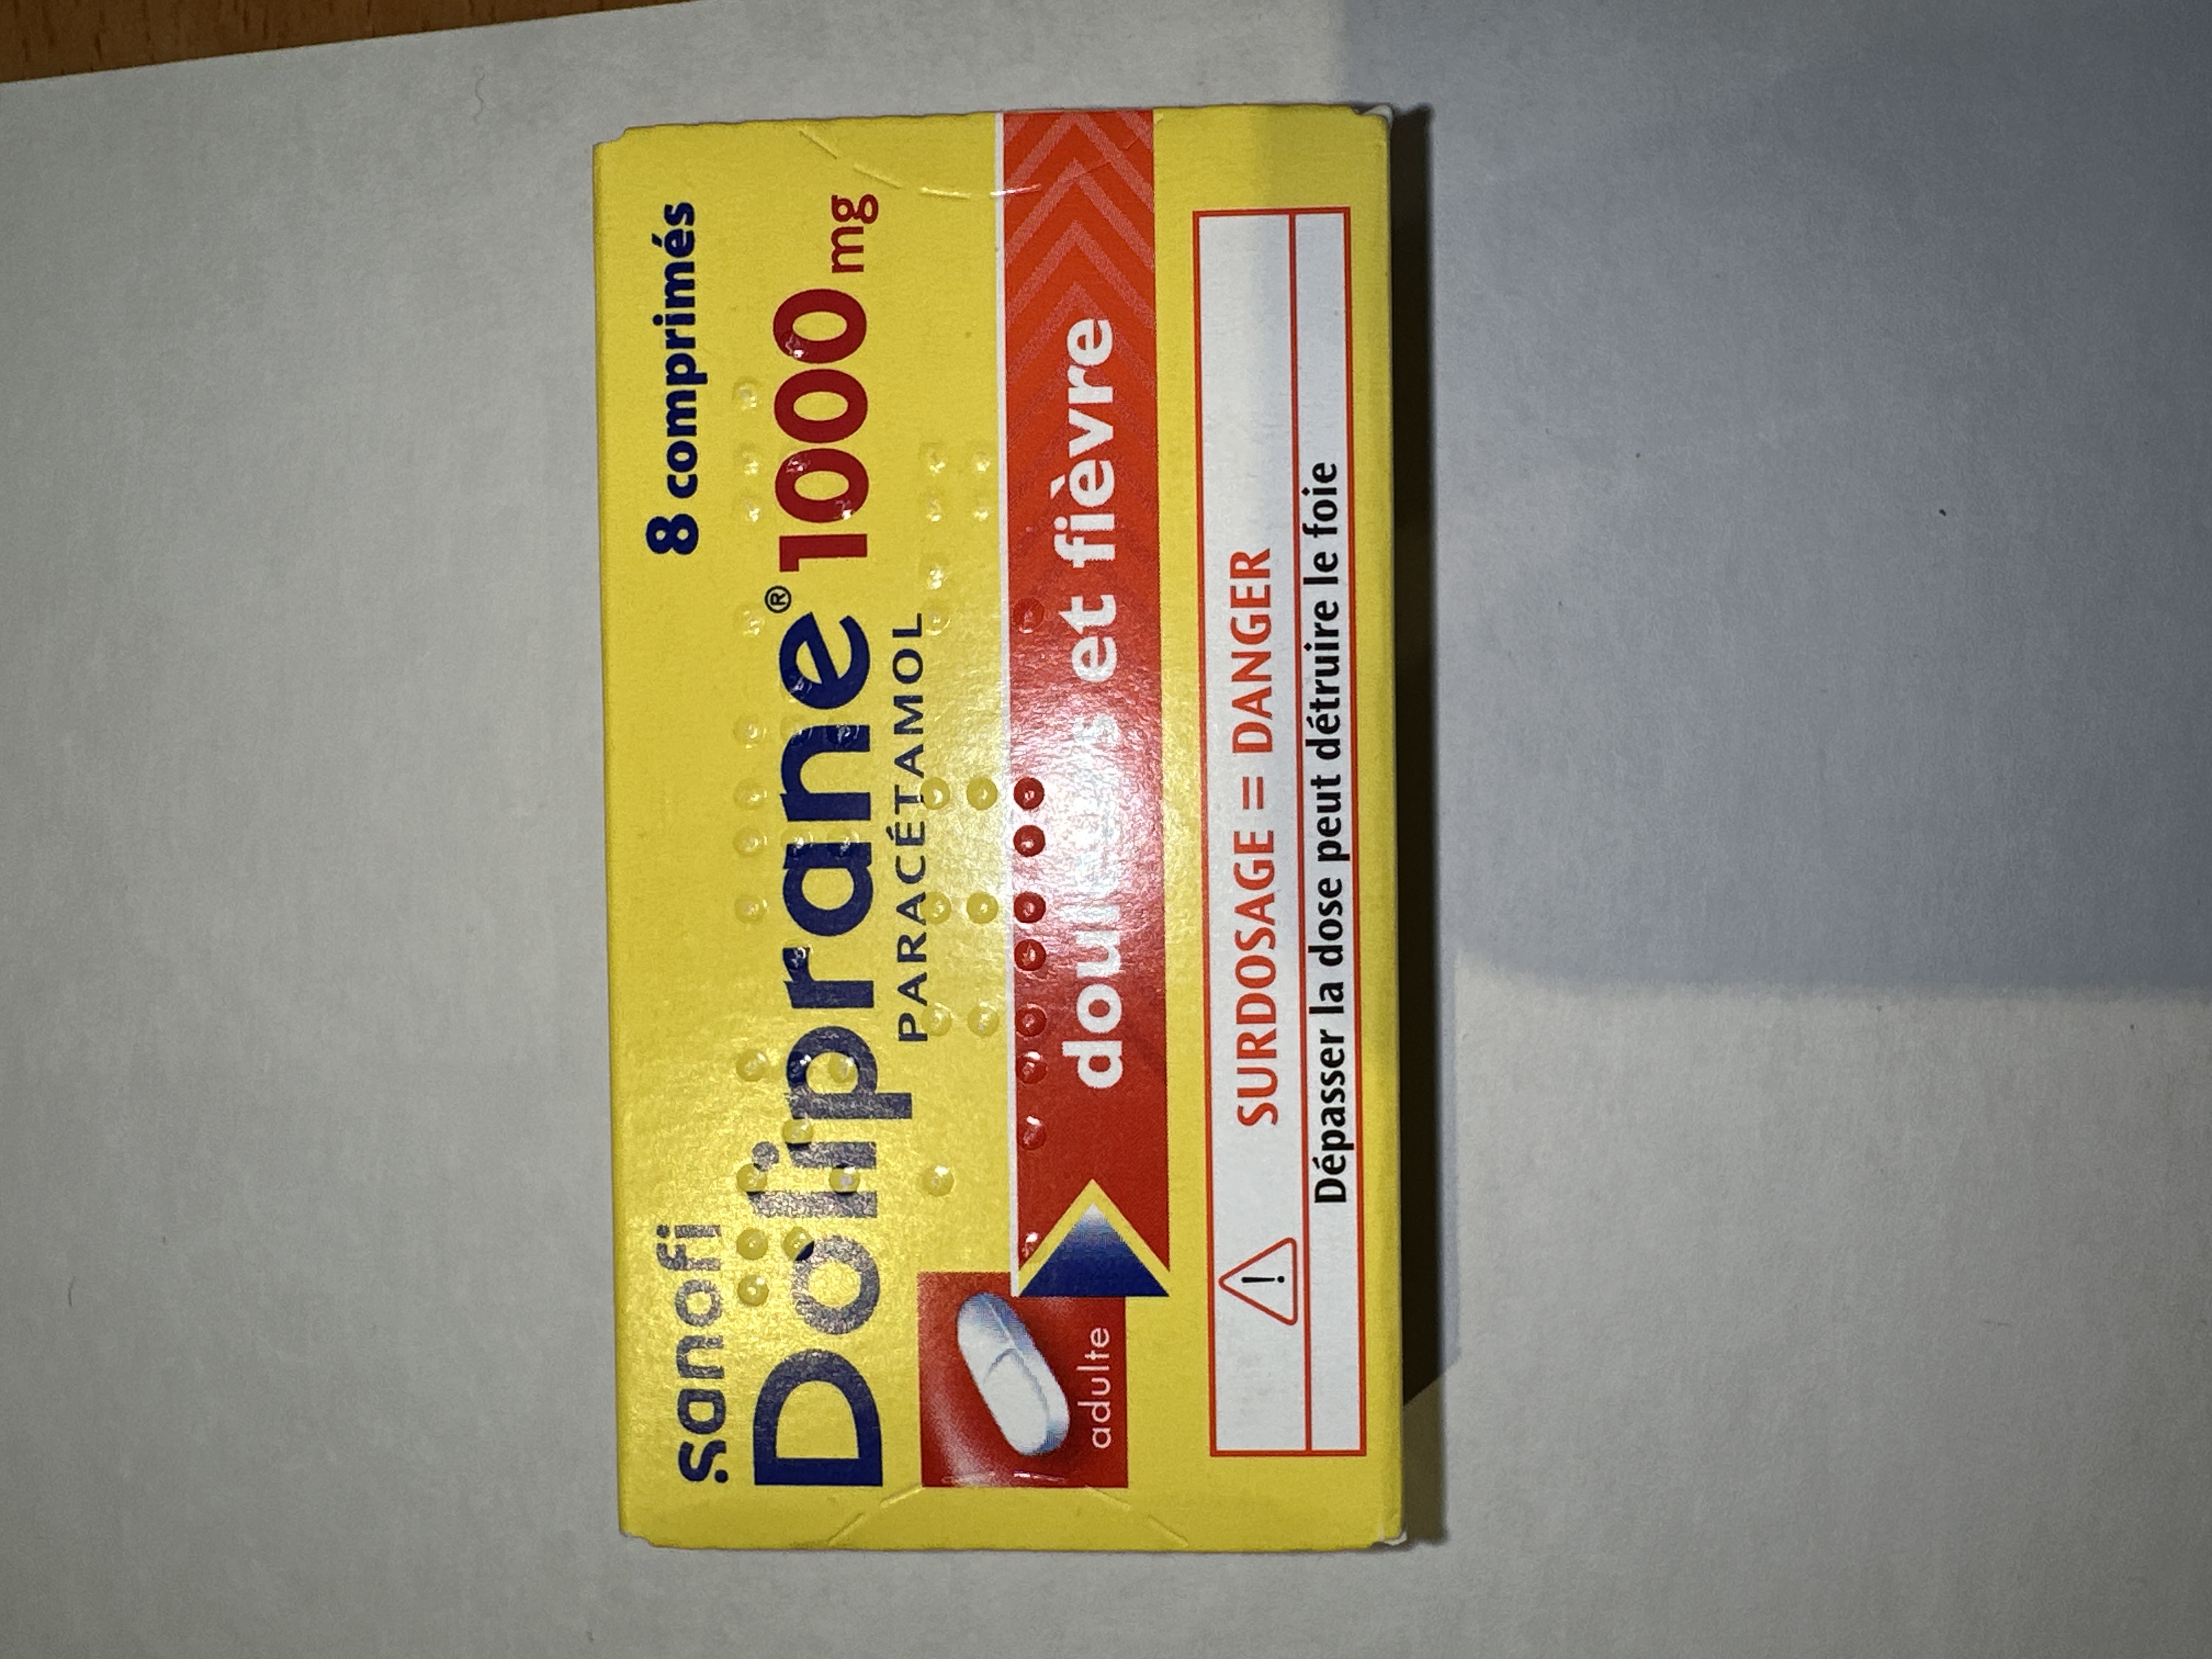 sanofi
8 comprimés
Doliprane® 1000 mg
PARACÉTAMOL
adulte
douleurs et fièvre
SURDOSAGE = DANGER
Dépasser la dose peut détruire le foie